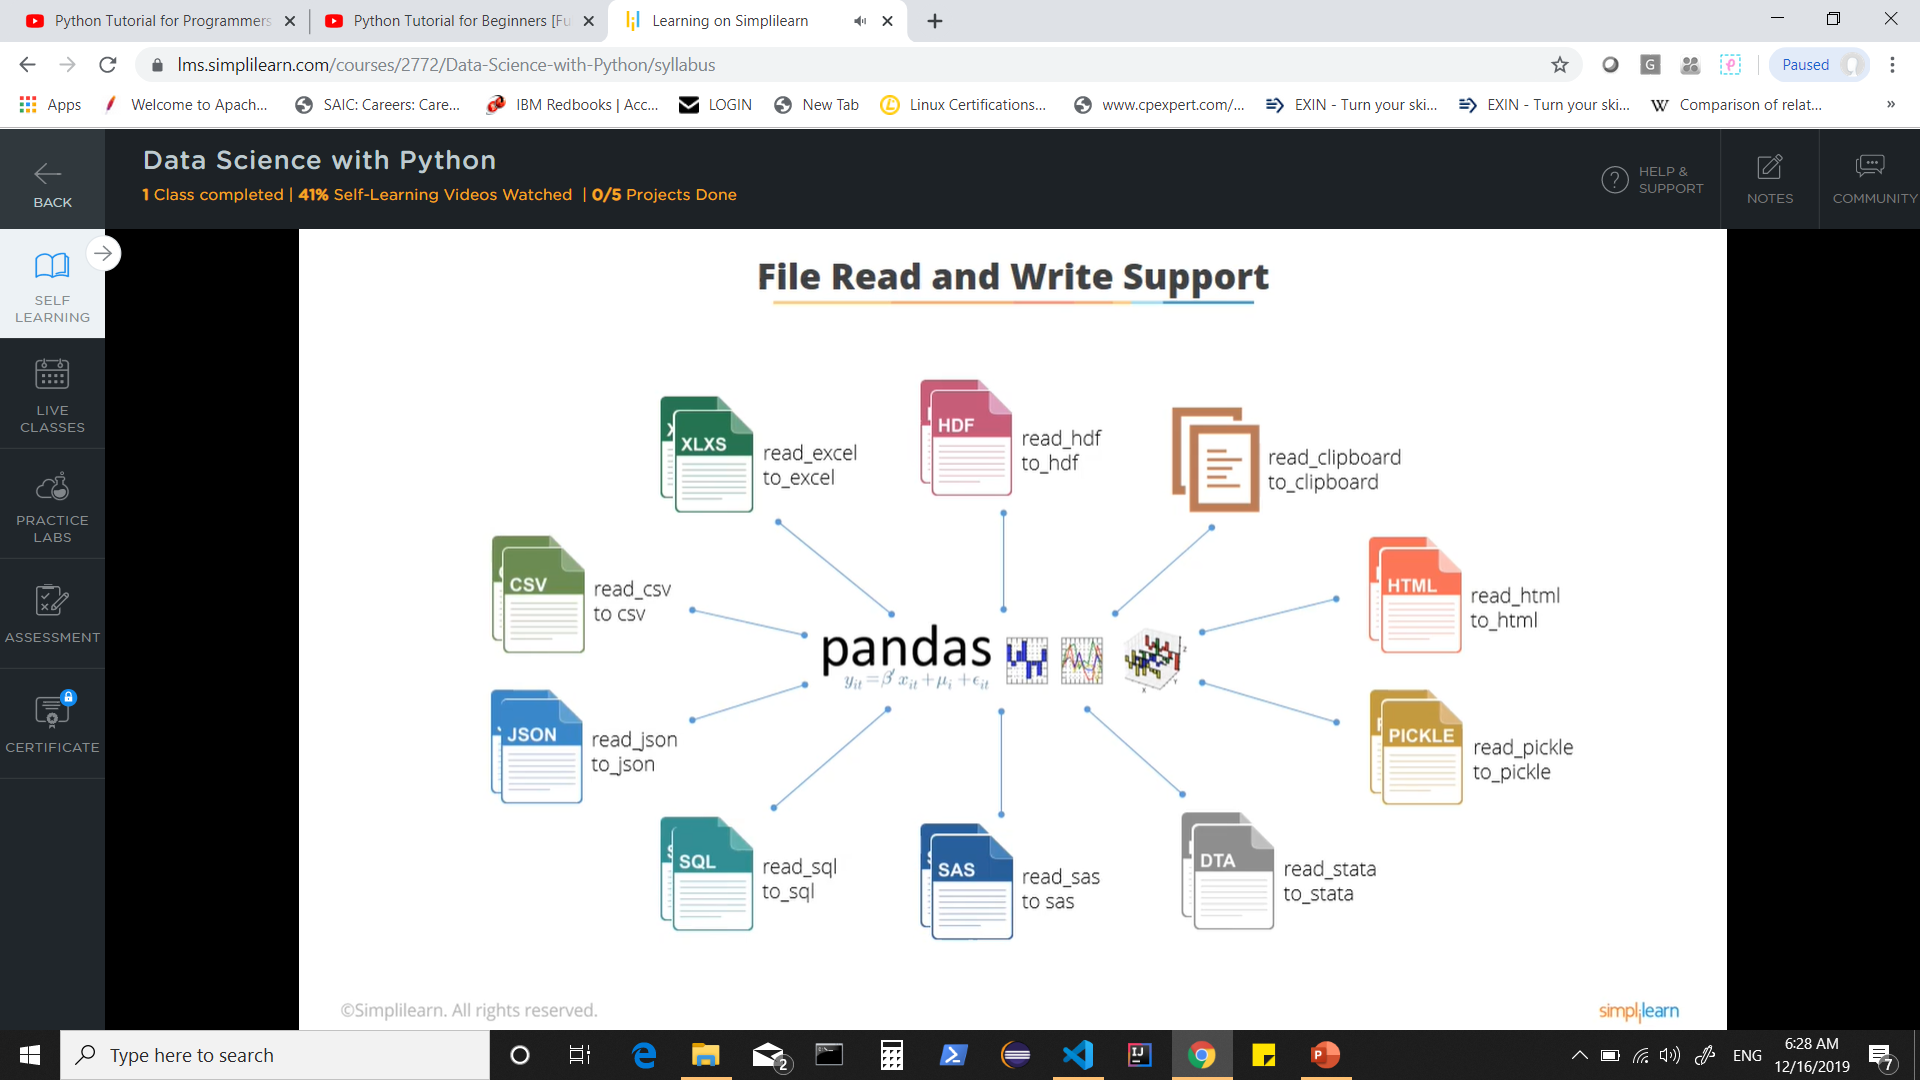 Python Tutorial for Programmers
Python Tutorial for Beginners [Fu
Learning on Simplilearn
lms.simplilearn.com/courses/2772/Data-Science-with-Python/syllabus
Paused
Apps
Welcome to Apach...
SAIC: Careers: Care...
IBM Redbooks | Acc...
LOGIN
New Tab
Linux Certifications...
www.cpexpert.com/...
EXIN - Turn your ski...
EXIN - Turn your ski...
Comparison of relat...
BACK
Data Science with Python
1 Class completed | 41% Self-Learning Videos Watched | 0/5 Projects Done
HELP &
SUPPORT
NOTES
COMMUNITY
SELF
LEARNING
LIVE
CLASSES
PRACTICE
LABS
ASSESSMENT
CERTIFICATE
File Read and Write Support
XLXS
read_excel
to_excel
HDF
read_hdf
to_hdf
read_clipboard
to_clipboard
CSV
read_csv
to csv
HTML
read_html
to_html
pandas
y_it = β′ x_it + μ_i + ε_it
JSON
read_json
to_json
PICKLE
read_pickle
to_pickle
SQL
read_sql
to_sql
SAS
read_sas
to sas
DTA
read_stata
to_stata
©Simplilearn. All rights reserved.
simplilearn
Type here to search
2
ENG
6:28 AM
12/16/2019
7